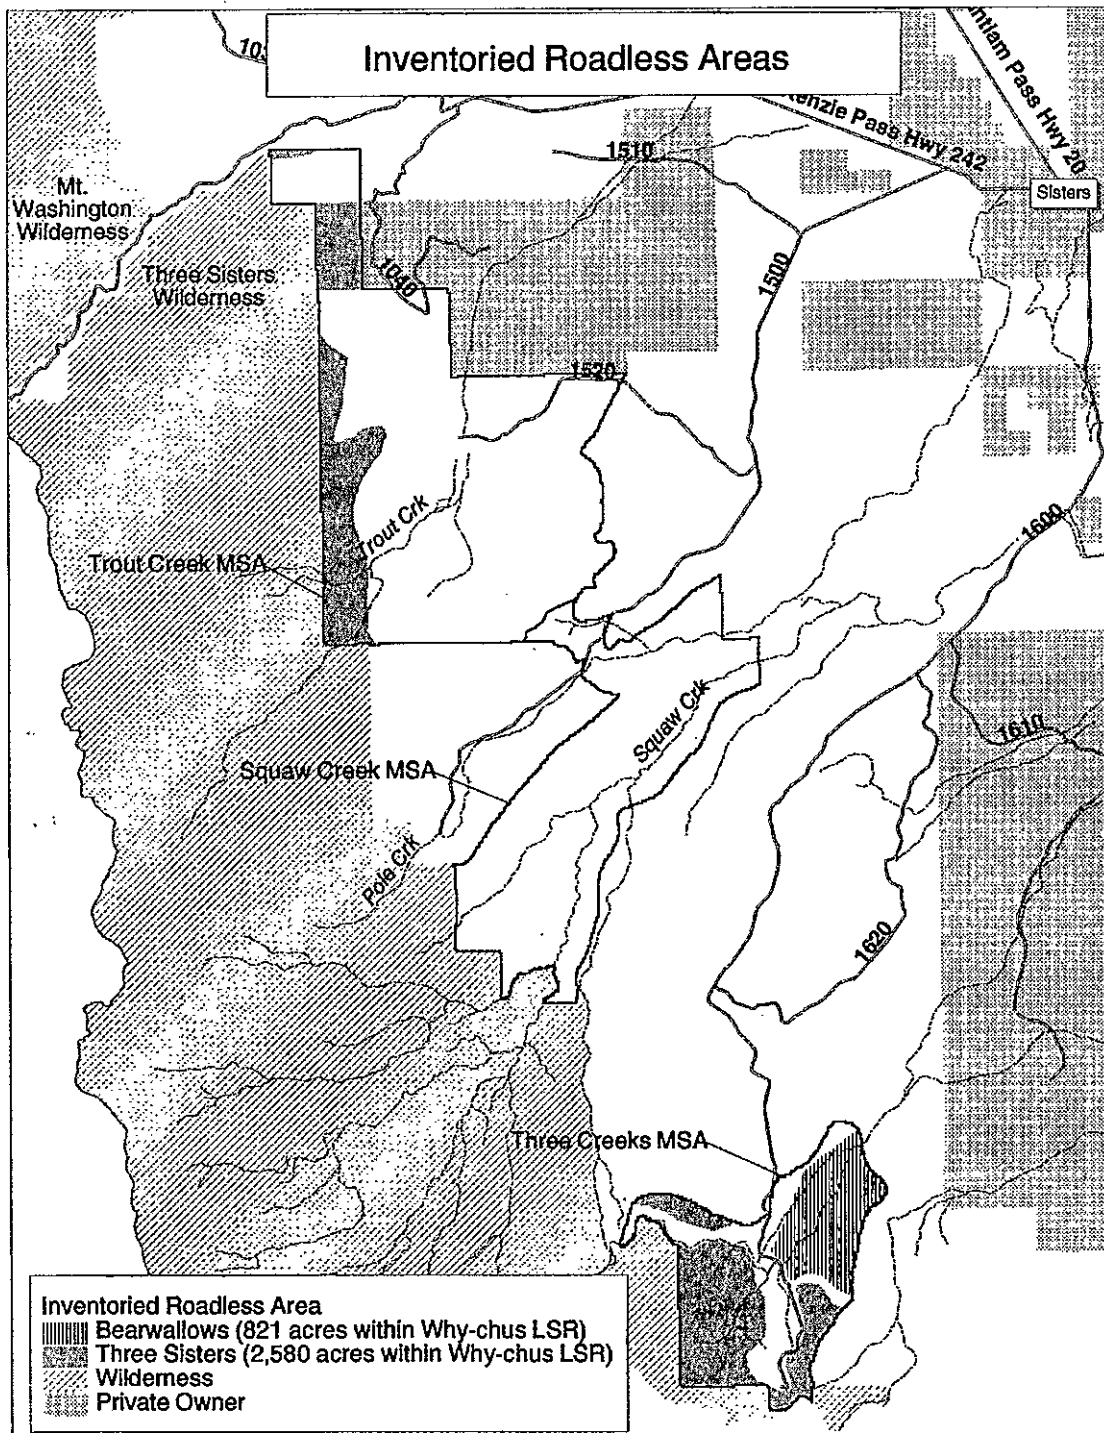 Inventoried Roadless Areas
Kenzie Pass Hwy 242
Pass Hwy 20
1510
Sisters
Mt.
Washington
Wilderness
Three Sisters
Wilderness
1040
1500
1520
Trout Crk
1600
Trout Creek MSA
Squaw Crk
1610
Squaw Creek MSA
Pole Crk
1620
Three Creeks MSA
Inventoried Roadless Area
Bearwallows (821 acres within Why-chus LSR)
Three Sisters (2,580 acres within Why-chus LSR)
Wilderness
Private Owner